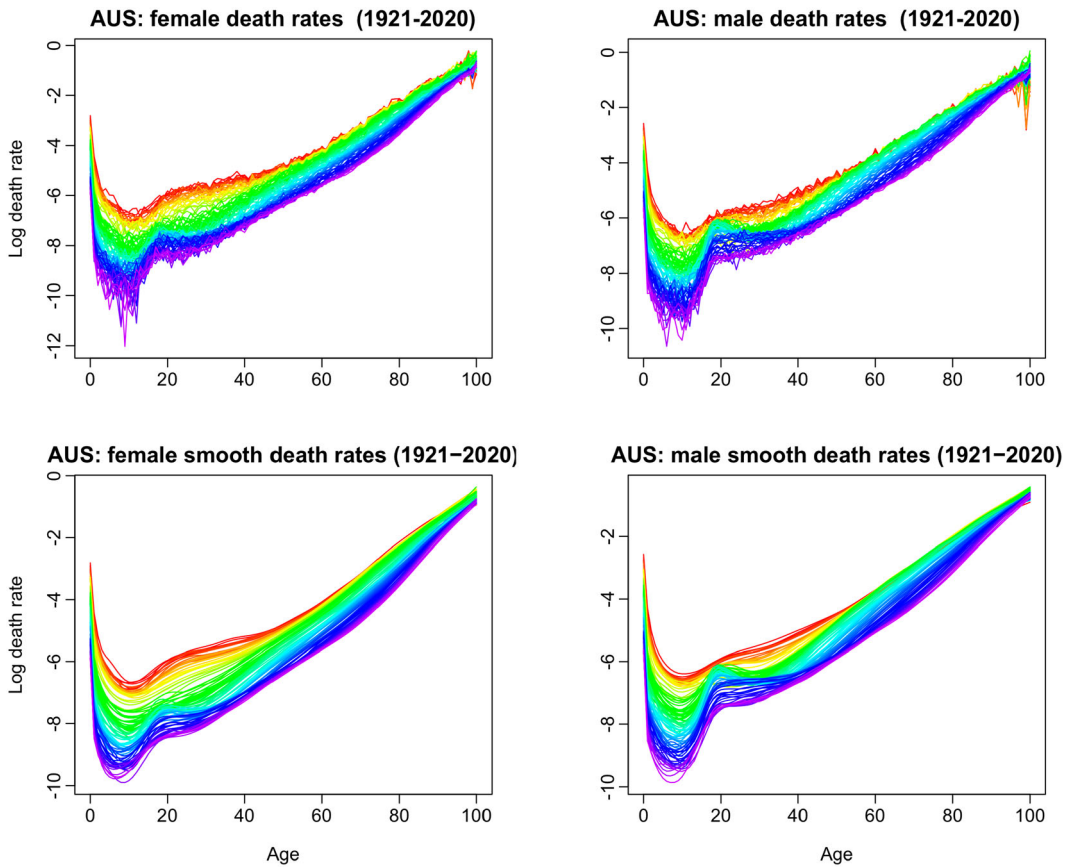 AUS: female death rates (1921-2020)
AUS: male death rates (1921-2020)
Log death rate
0
-2
-4
-6
-8
-10
-12
0 20 40 60 80 100
0
-2
-4
-6
-8
-10
0 20 40 60 80 100
AUS: female smooth death rates (1921−2020)
AUS: male smooth death rates (1921−2020)
Log death rate
0
-2
-4
-6
-8
-10
0 20 40 60 80 100
Age
-2
-4
-6
-8
-10
0 20 40 60 80 100
Age